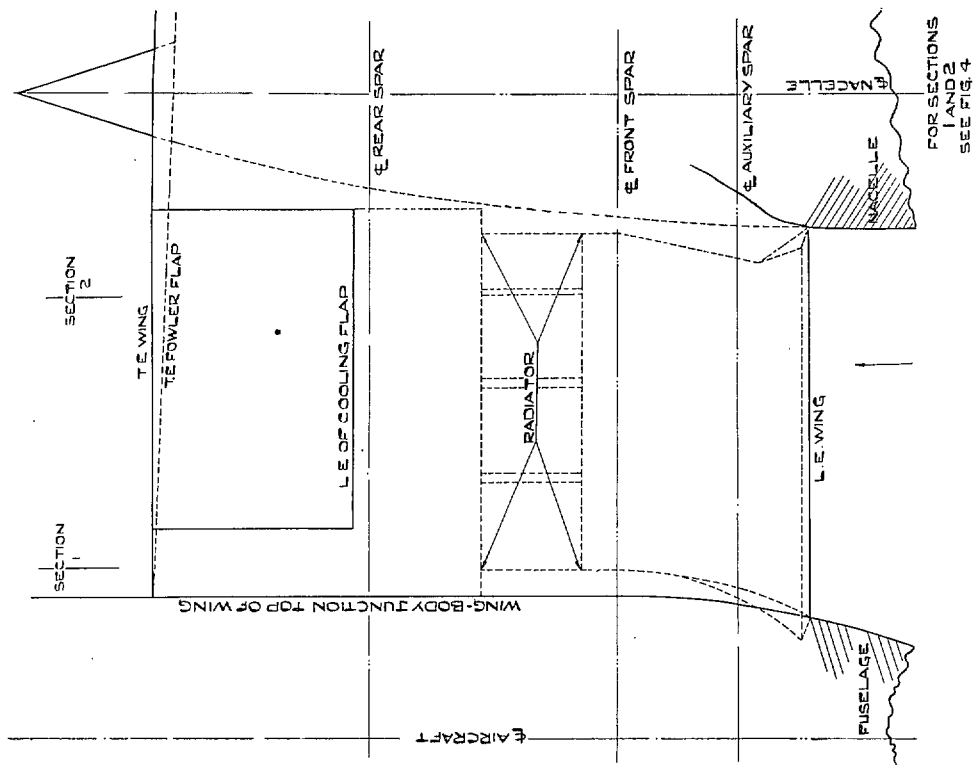 SECTION
2
SECTION
1
T E WING
T E FOWLER FLAP
L E OF COOLING FLAP
℄ REAR SPAR
RADIATOR
℄ FRONT SPAR
℄ AUXILIARY SPAR
℄ NACELLE
NACELLE
L.E. WING
WING-BODY JUNCTION TOP OF WING
FUSELAGE
℄ AIRCRAFT
FOR SECTIONS
1 AND 2
SEE FIG. 4